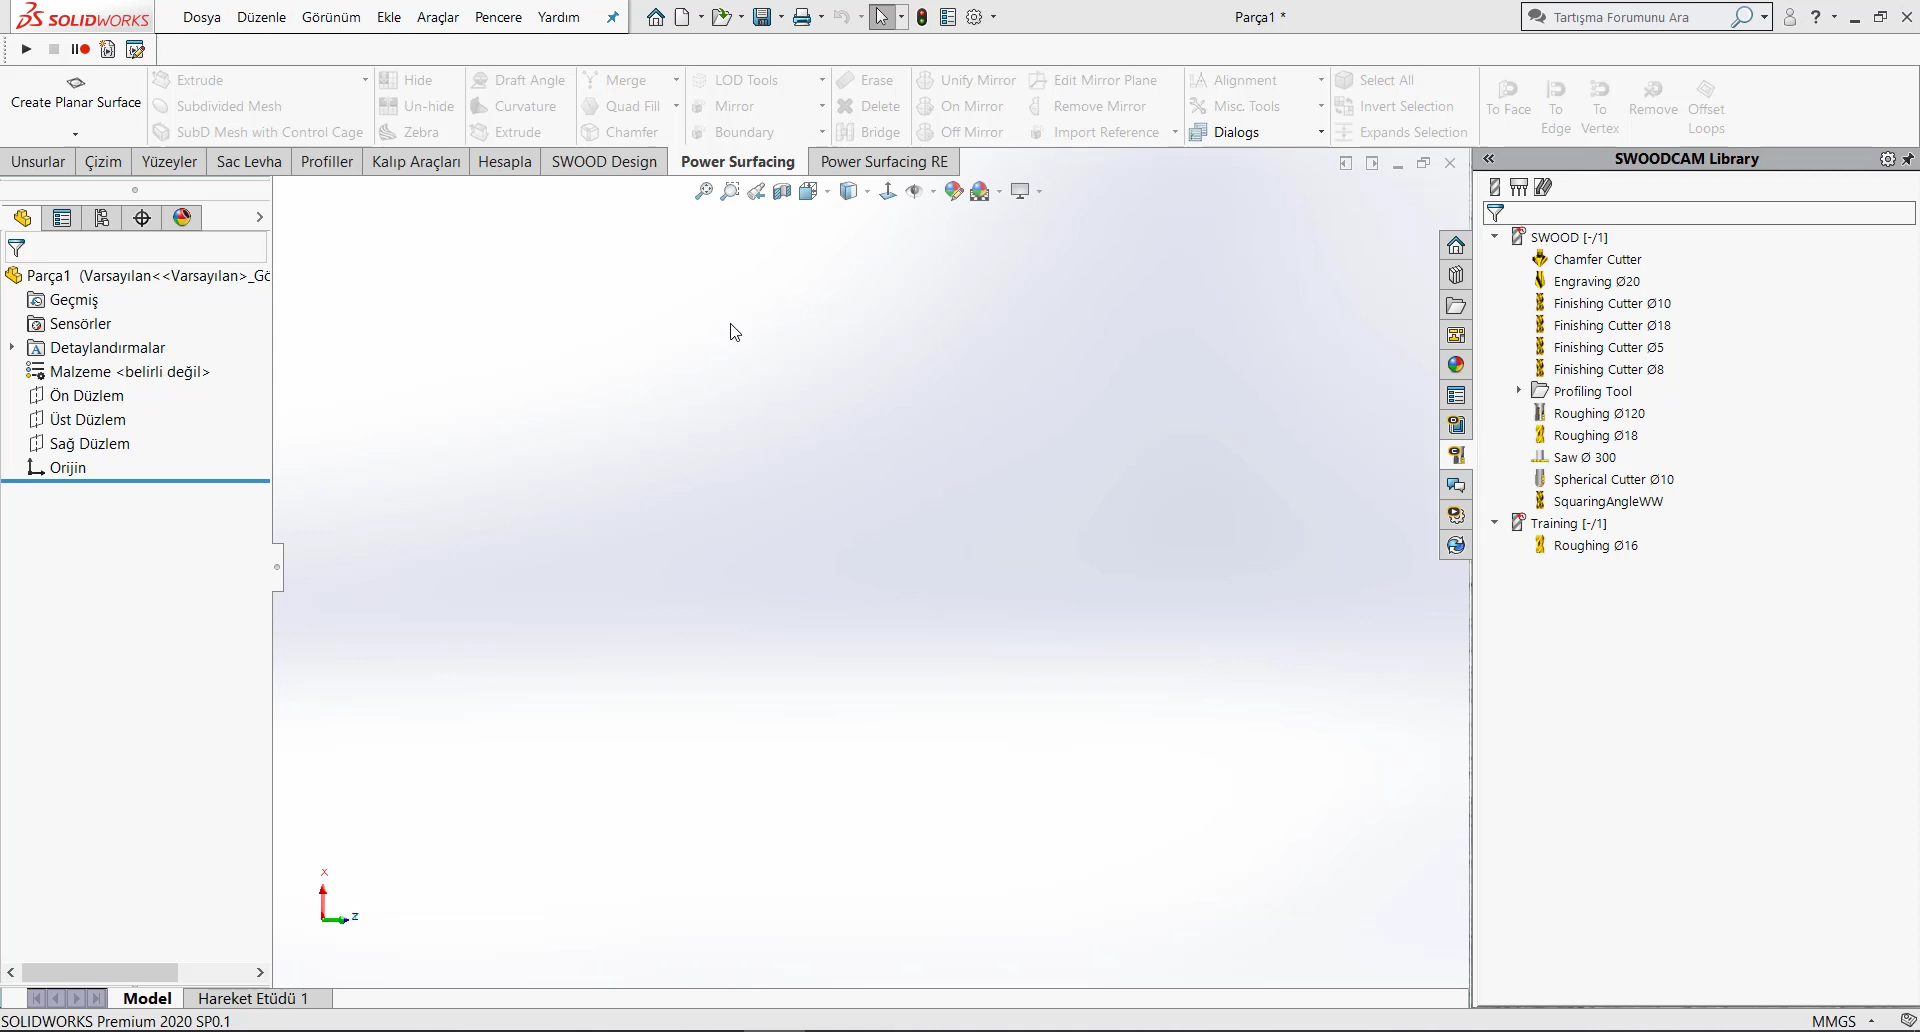 SOLIDWORKS Dosya Düzenle Görünüm Ekle Araçlar Pencere Yardım Parça1 * Tartışma Forumunu Ara ?
Create Planar Surface
Extrude
Subdivided Mesh
SubD Mesh with Control Cage
Hide
Un-hide
Zebra
Draft Angle
Curvature
Extrude
Merge
Quad Fill
Chamfer
LOD Tools
Mirror
Boundary
Erase
Delete
Bridge
Unify Mirror
On Mirror
Off Mirror
Edit Mirror Plane
Remove Mirror
Import Reference
Alignment
Misc. Tools
Dialogs
Select All
Invert Selection
Expands Selection
To Face
To Edge
To Vertex
Remove
Offset Loops
Unsurlar Çizim Yüzeyler Sac Levha Profiller Kalıp Araçları Hesapla SWOOD Design Power Surfacing Power Surfacing RE
Parça1 (Varsayılan<<Varsayılan>_Gö
Geçmiş
Sensörler
Detaylandırmalar
Malzeme <belirli değil>
Ön Düzlem
Üst Düzlem
Sağ Düzlem
Orijin
x
z
SWOODCAM Library
SWOOD [-/1]
Chamfer Cutter
Engraving Ø20
Finishing Cutter Ø10
Finishing Cutter Ø18
Finishing Cutter Ø5
Finishing Cutter Ø8
Profiling Tool
Roughing Ø120
Roughing Ø18
Saw Ø 300
Spherical Cutter Ø10
SquaringAngleWW
Training [-/1]
Roughing Ø16
Model Hareket Etüdü 1
SOLIDWORKS Premium 2020 SP0.1 MMGS